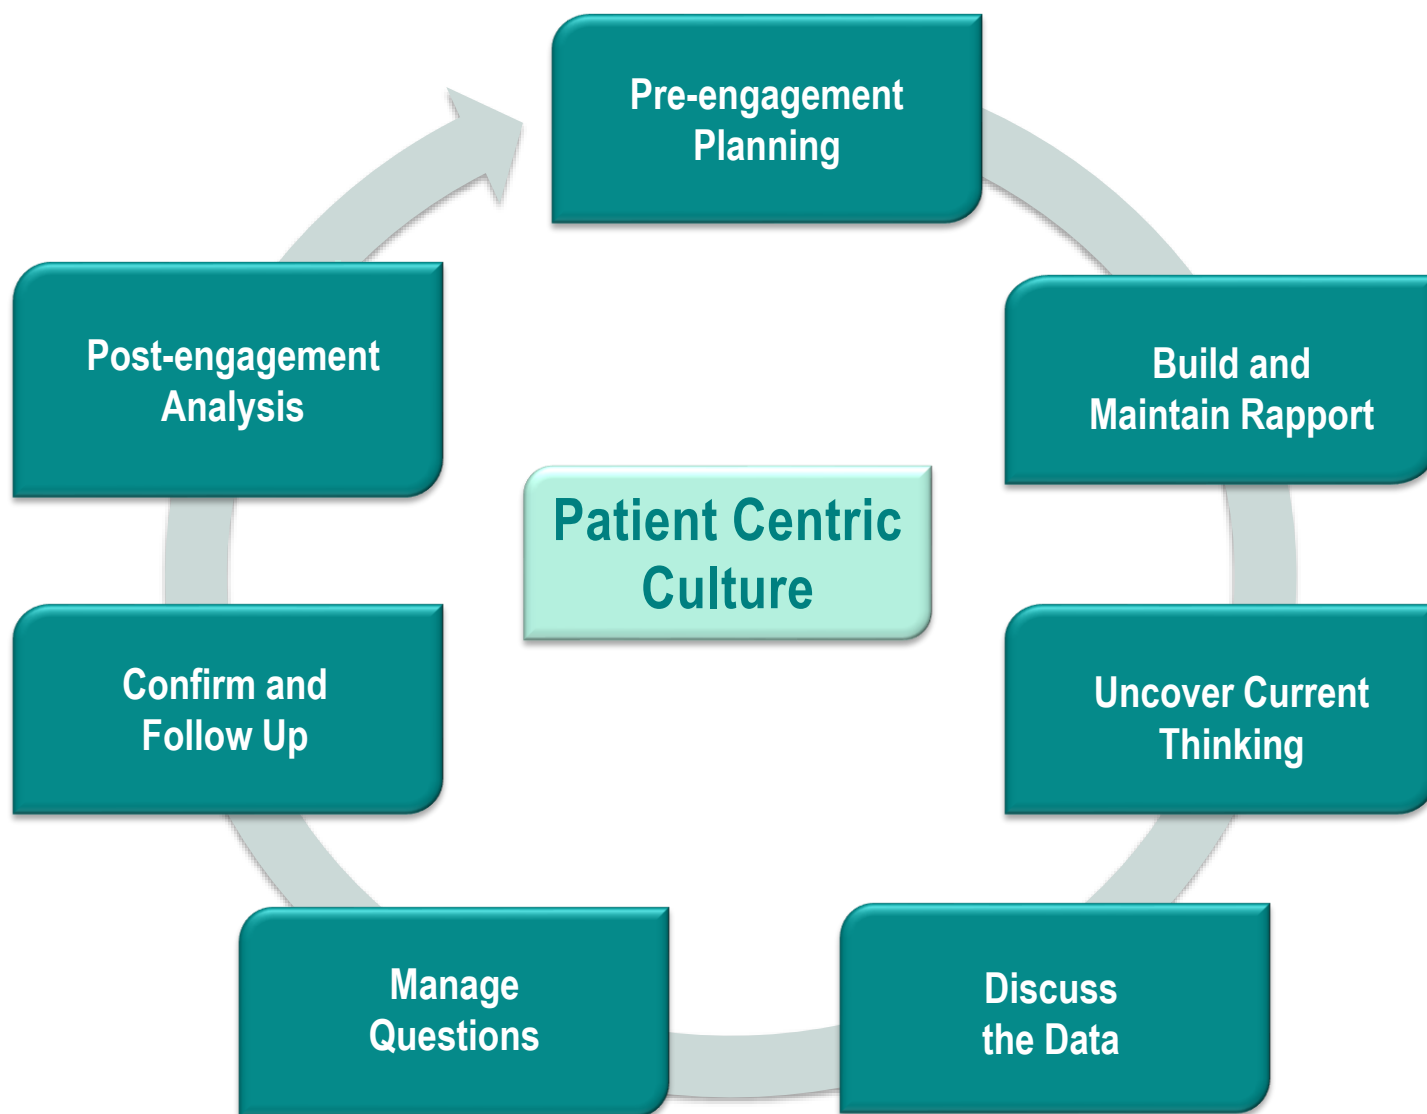 Pre-engagement
Planning
Build and
Maintain Rapport
Uncover Current
Thinking
Discuss
the Data
Manage
Questions
Confirm and
Follow Up
Post-engagement
Analysis
Patient Centric
Culture